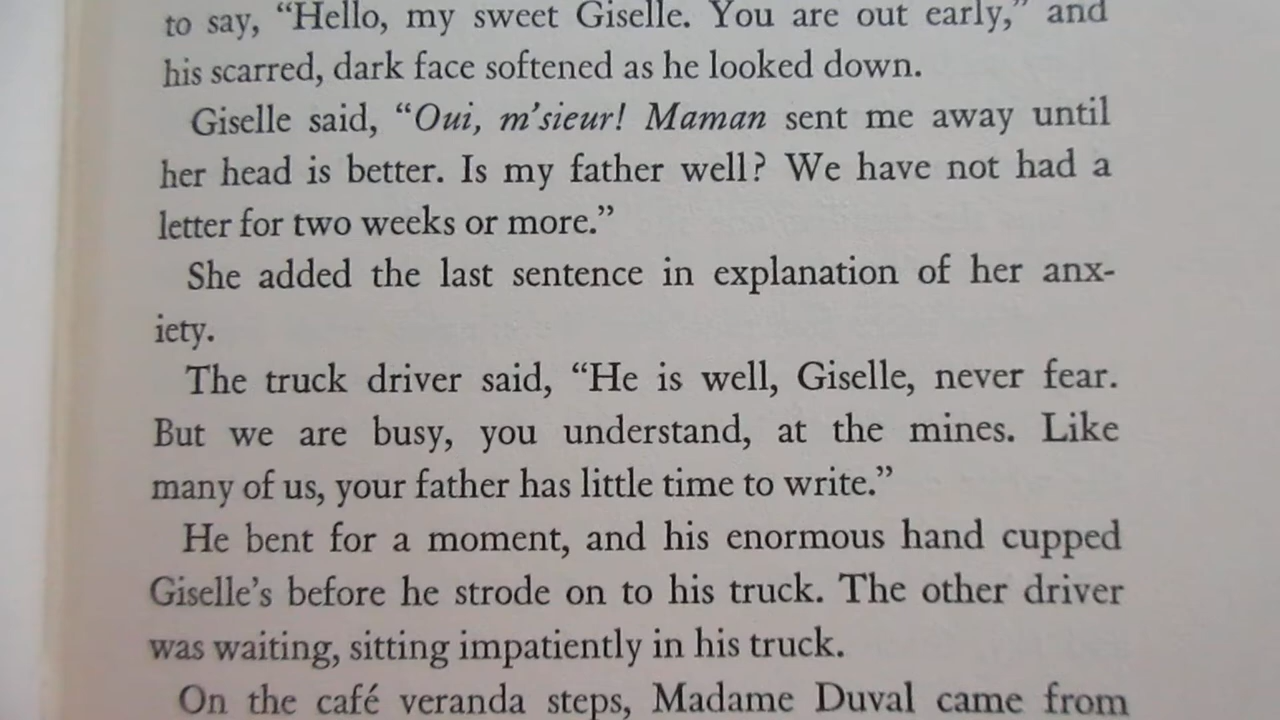 to say, “Hello, my sweet Giselle. You are out early,” and
his scarred, dark face softened as he looked down.
Giselle said, “Oui, m’sieur! Maman sent me away until
her head is better. Is my father well? We have not had a
letter for two weeks or more.”
She added the last sentence in explanation of her anx-
iety.
The truck driver said, “He is well, Giselle, never fear.
But we are busy, you understand, at the mines. Like
many of us, your father has little time to write.”
He bent for a moment, and his enormous hand cupped
Giselle’s before he strode on to his truck. The other driver
was waiting, sitting impatiently in his truck.
On the café veranda steps, Madame Duval came from